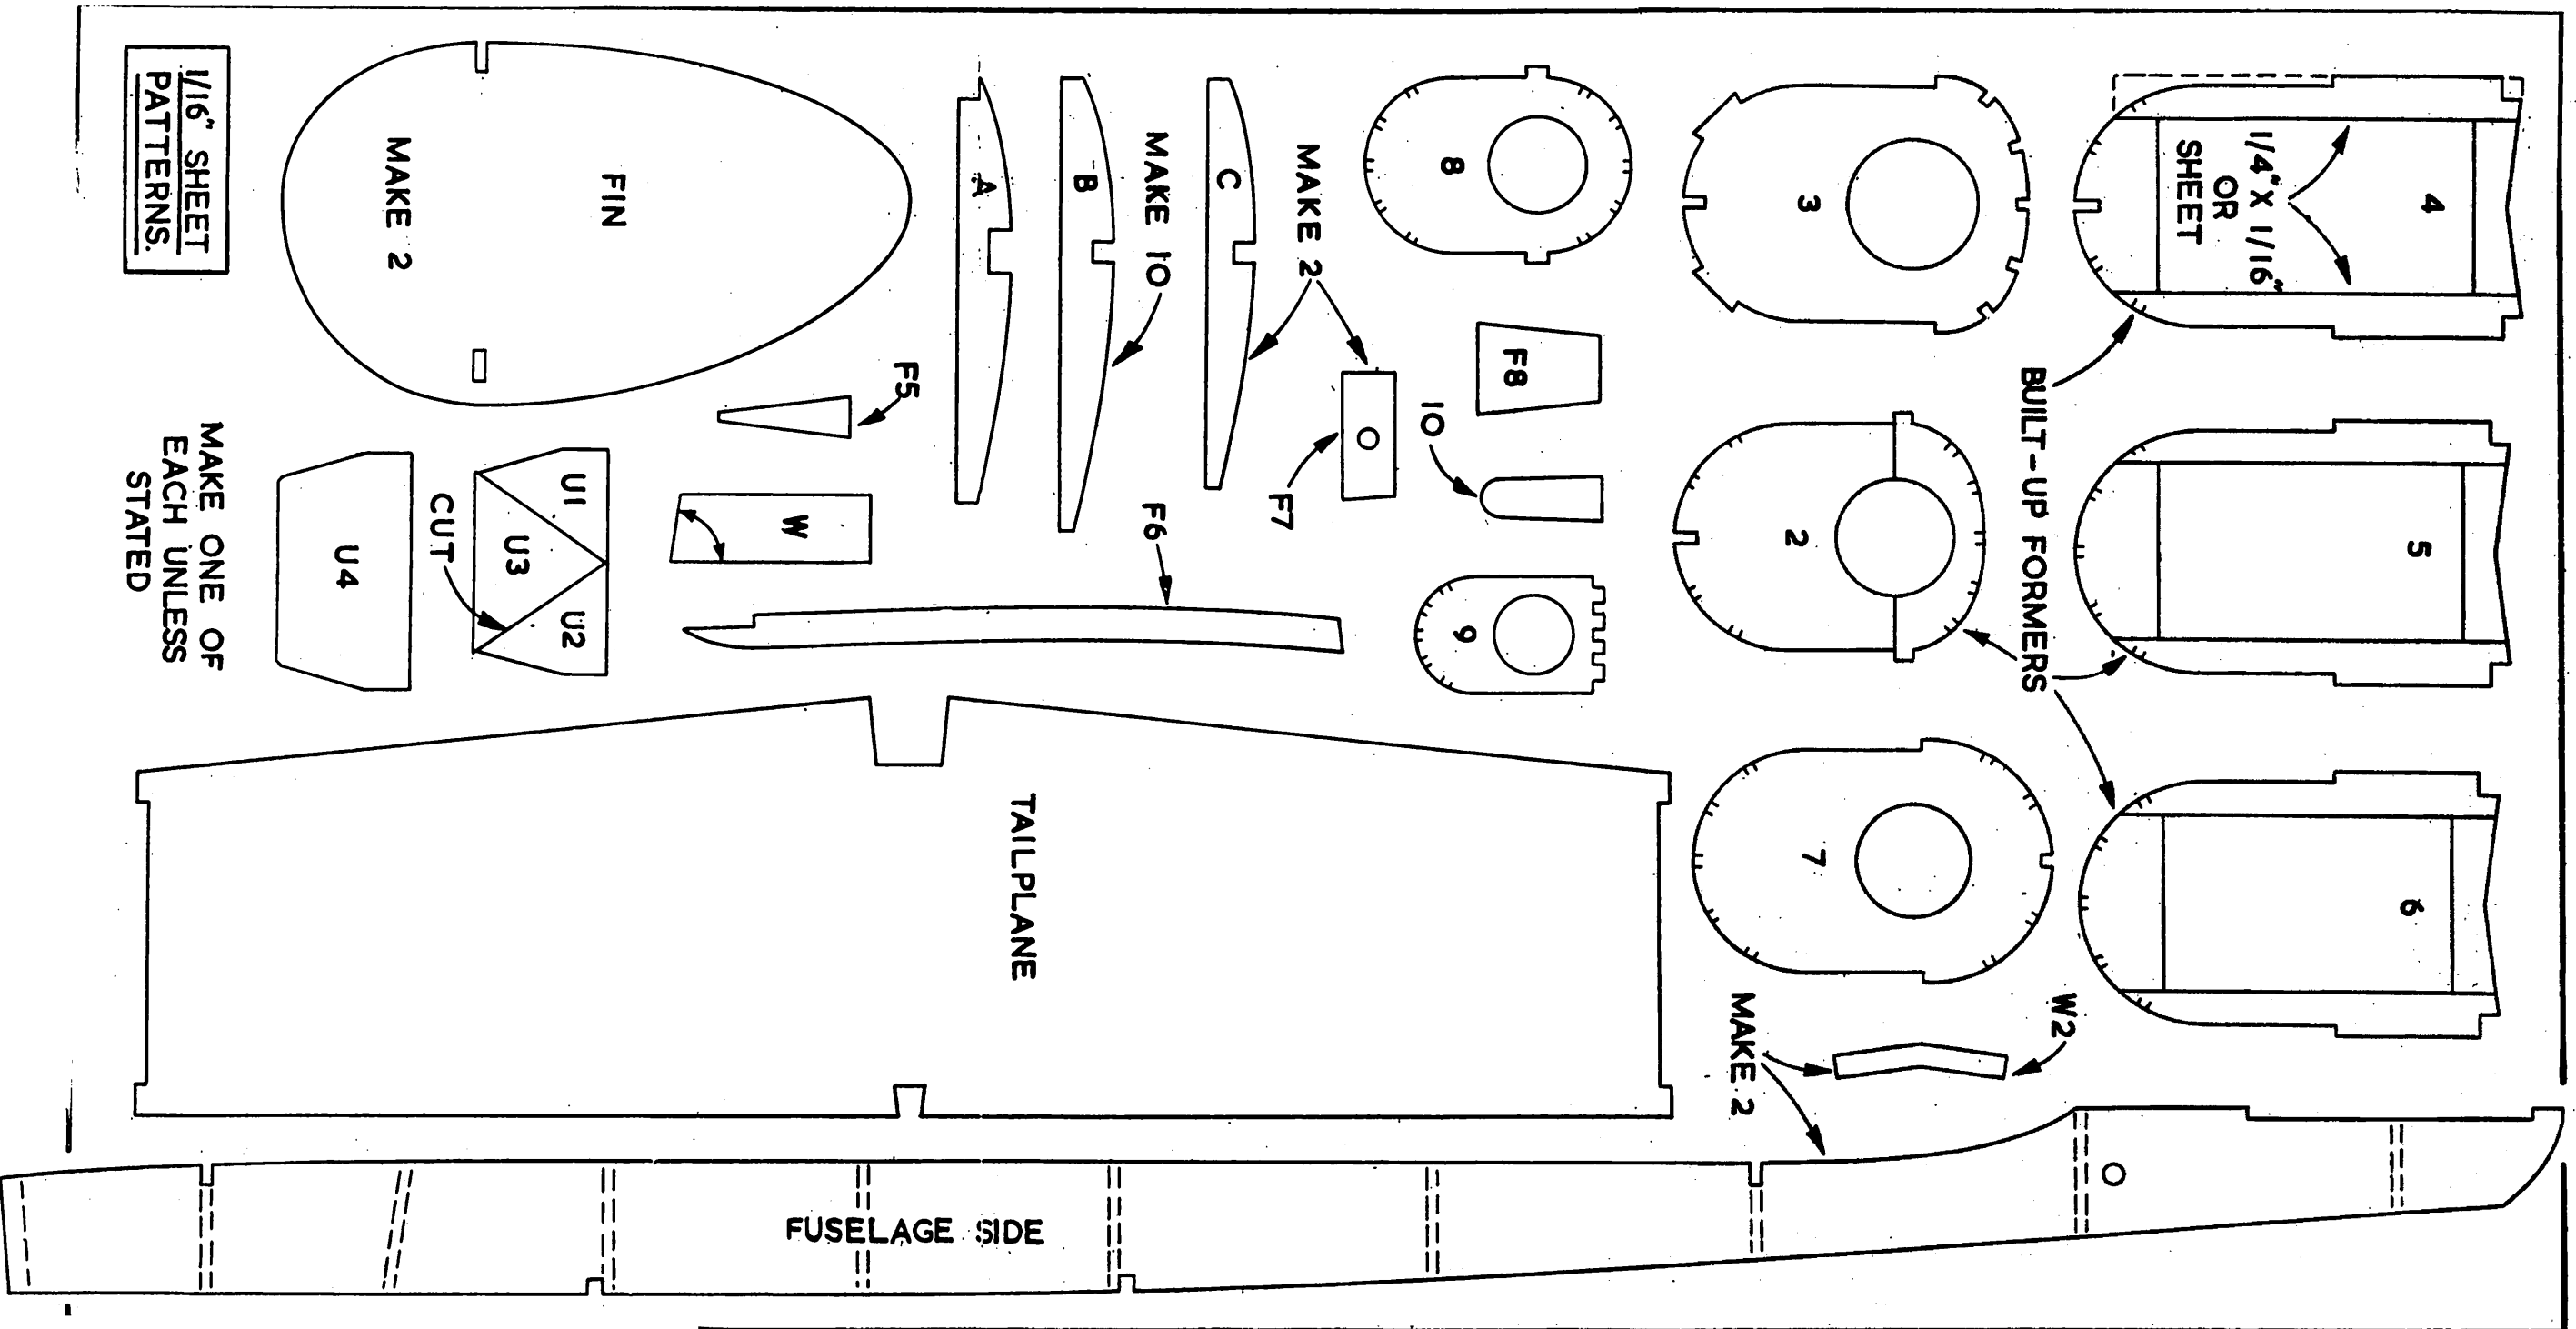 4
1/4" X 1/16"
OR
SHEET
5
6
BUILT-UP FORMERS
3
2
7
W2
MAKE 2
8
F8
10
9
MAKE 2
F7
C
MAKE 10
B
A
F6
FIN
MAKE 2
F5
W
U1
U2
U3
CUT
U4
TAILPLANE
1/16" SHEET
PATTERNS.
MAKE ONE OF
EACH UNLESS
STATED
FUSELAGE SIDE